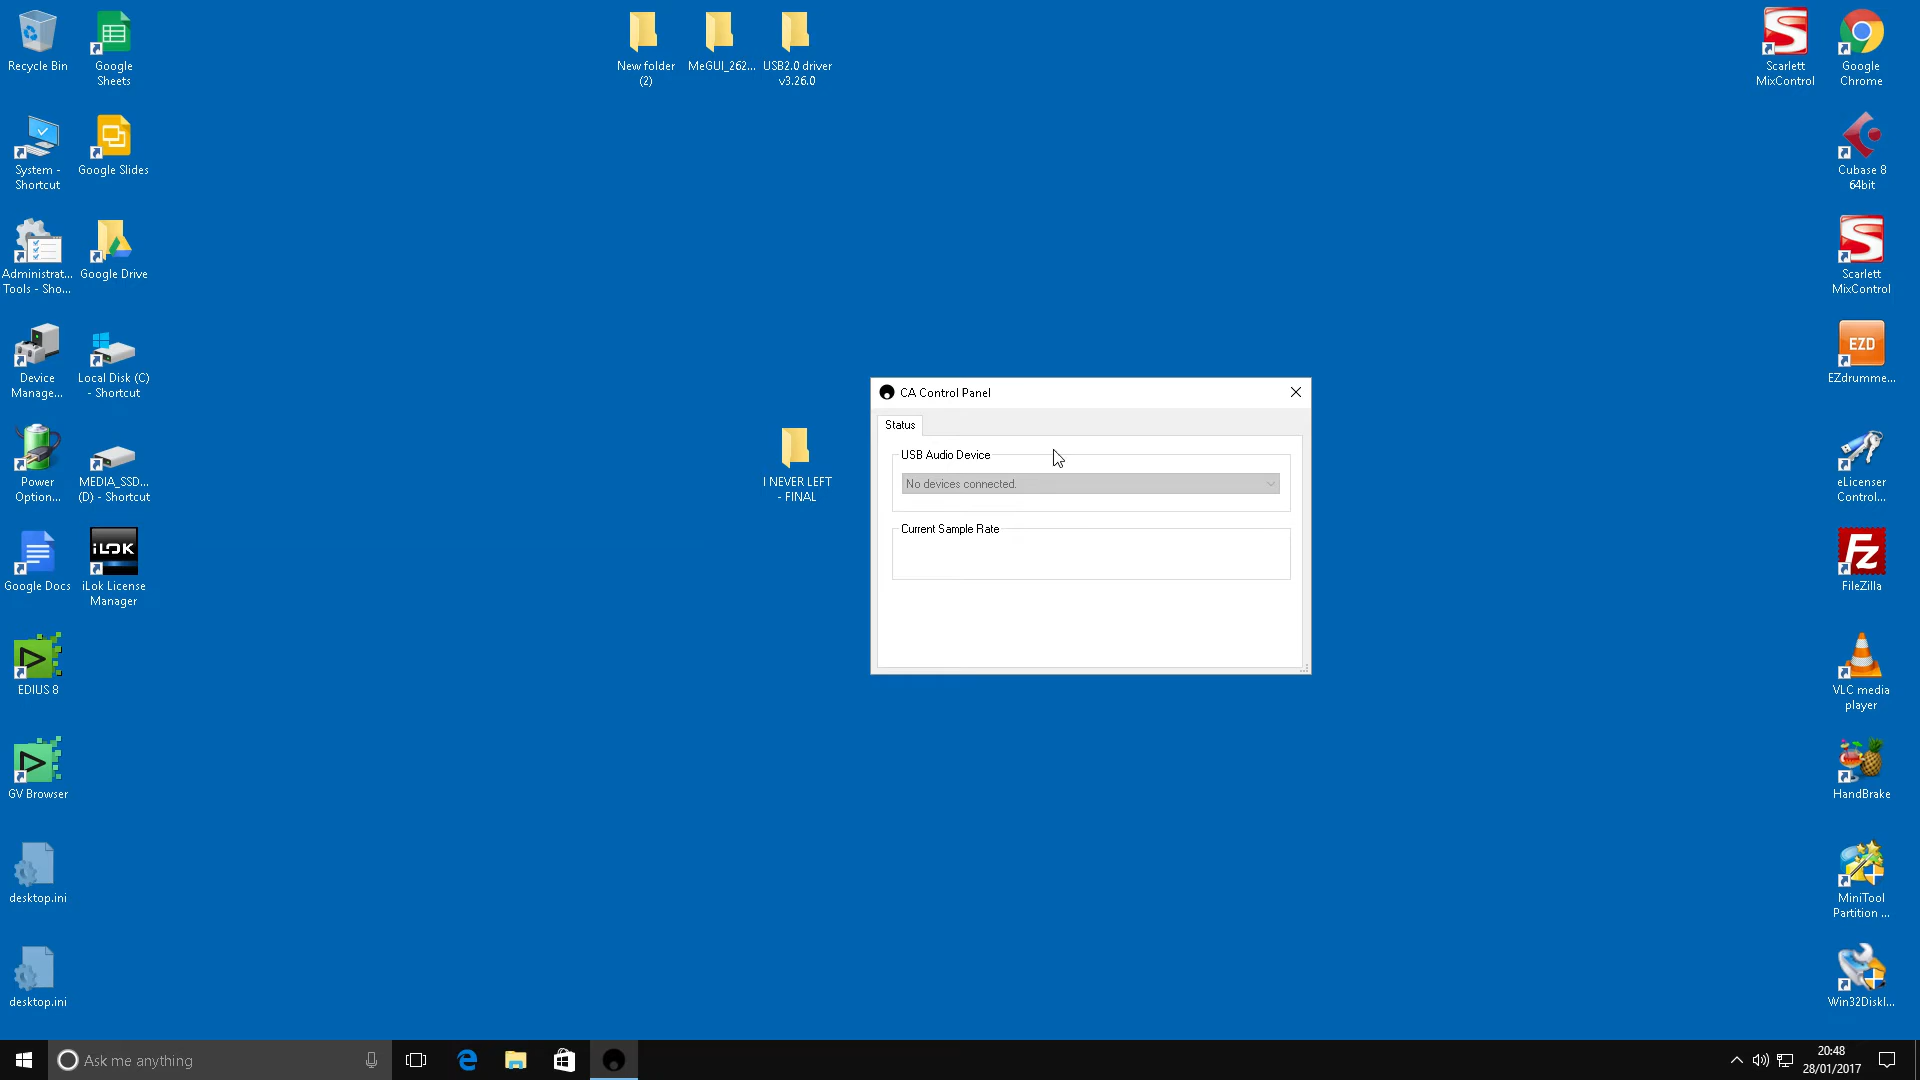 Recycle Bin
Google
Sheets
New folder
(2)
MeGUI_262...
USB2.0 driver
v3.26.0
Scarlett
MixControl
Google
Chrome
System -
Shortcut
Google Slides
Cubase 8
64bit
Administrat...
Tools - Sho...
Google Drive
Scarlett
MixControl
Device
Manage...
Local Disk (C)
- Shortcut
EZD
EZdrumme...
CA Control Panel
Status
USB Audio Device
No devices connected.
Current Sample Rate
Power
Option...
MEDIA_SSD...
(D) - Shortcut
I NEVER LEFT
- FINAL
eLicenser
Control...
Google Docs
iLOK
iLok License
Manager
Fz
FileZilla
EDIUS 8
VLC media
player
GV Browser
HandBrake
desktop.ini
MiniTool
Partition ...
desktop.ini
Win32DiskI...
Ask me anything
20:48
28/01/2017